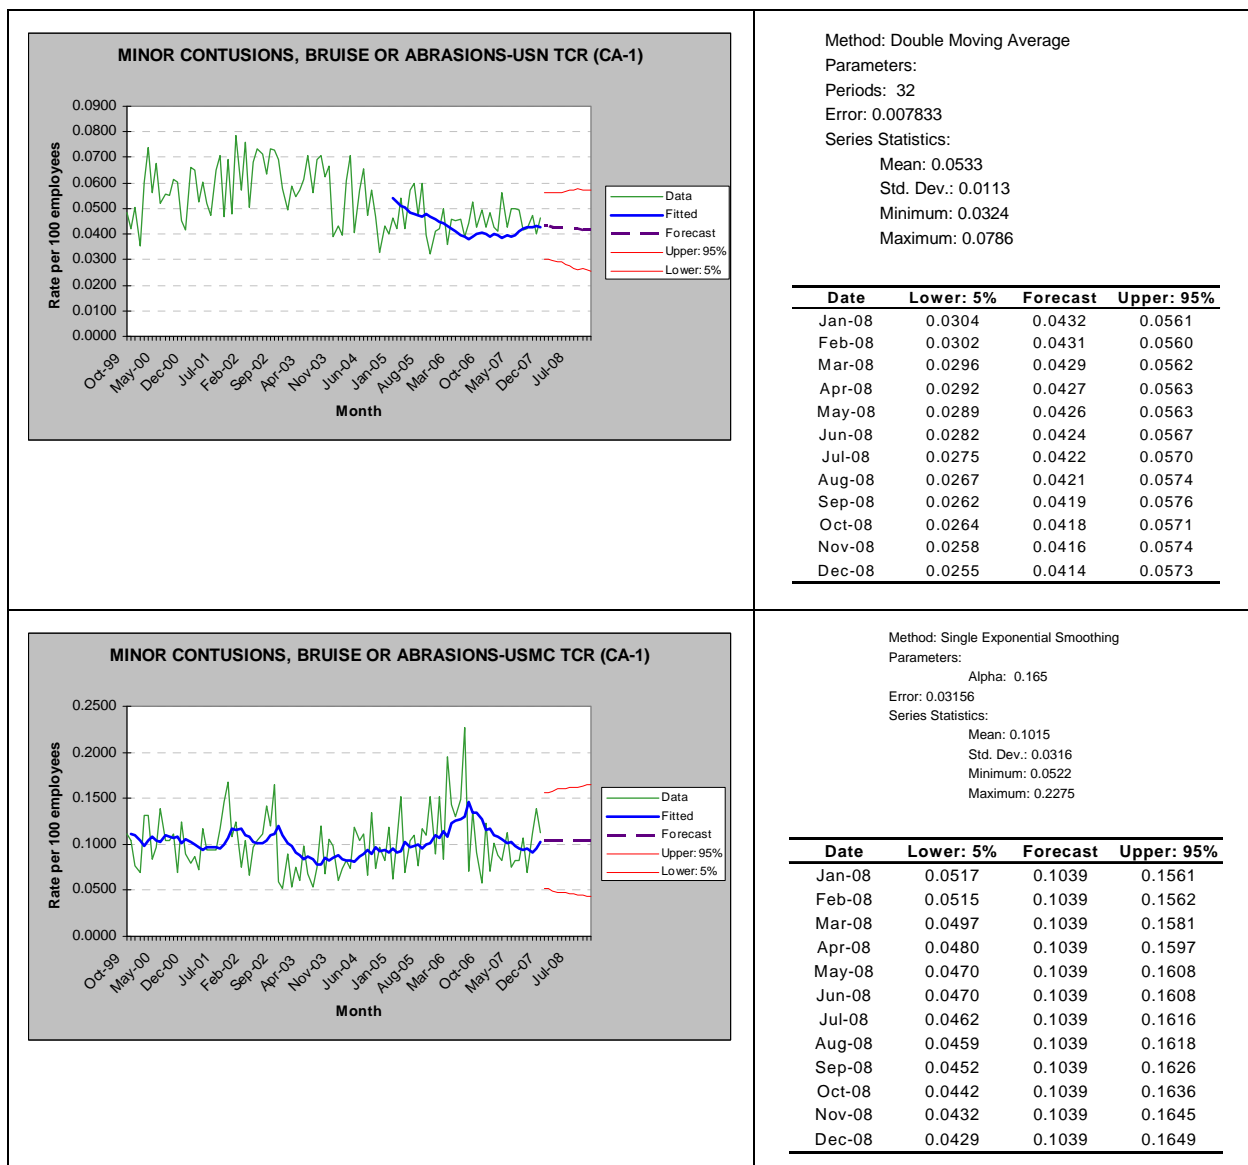 MINOR CONTUSIONS, BRUISE OR ABRASIONS-USN TCR (CA-1)
Rate per 100 employees
0.0900
0.0800
0.0700
0.0600
0.0500
0.0400
0.0300
0.0200
0.0100
0.0000
Oct-99
May-00
Dec-00
Jul-01
Feb-02
Sep-02
Apr-03
Nov-03
Jun-04
Jan-05
Aug-05
Mar-06
Oct-06
May-07
Dec-07
Jul-08
Month
Data
Fitted
Forecast
Upper: 95%
Lower: 5%
Method: Double Moving Average
Parameters:
Periods: 32
Error: 0.007833
Series Statistics:
Mean: 0.0533
Std. Dev.: 0.0113
Minimum: 0.0324
Maximum: 0.0786
Date Lower: 5% Forecast Upper: 95%
Jan-08 0.0304 0.0432 0.0561
Feb-08 0.0302 0.0431 0.0560
Mar-08 0.0296 0.0429 0.0562
Apr-08 0.0292 0.0427 0.0563
May-08 0.0289 0.0426 0.0563
Jun-08 0.0282 0.0424 0.0567
Jul-08 0.0275 0.0422 0.0570
Aug-08 0.0267 0.0421 0.0574
Sep-08 0.0262 0.0419 0.0576
Oct-08 0.0264 0.0418 0.0571
Nov-08 0.0258 0.0416 0.0574
Dec-08 0.0255 0.0414 0.0573
MINOR CONTUSIONS, BRUISE OR ABRASIONS-USMC TCR (CA-1)
Rate per 100 employees
0.2500
0.2000
0.1500
0.1000
0.0500
0.0000
Oct-99
May-00
Dec-00
Jul-01
Feb-02
Sep-02
Apr-03
Nov-03
Jun-04
Jan-05
Aug-05
Mar-06
Oct-06
May-07
Dec-07
Jul-08
Month
Data
Fitted
Forecast
Upper: 95%
Lower: 5%
Method: Single Exponential Smoothing
Parameters:
Alpha: 0.165
Error: 0.03156
Series Statistics:
Mean: 0.1015
Std. Dev.: 0.0316
Minimum: 0.0522
Maximum: 0.2275
Date Lower: 5% Forecast Upper: 95%
Jan-08 0.0517 0.1039 0.1561
Feb-08 0.0515 0.1039 0.1562
Mar-08 0.0497 0.1039 0.1581
Apr-08 0.0480 0.1039 0.1597
May-08 0.0470 0.1039 0.1608
Jun-08 0.0470 0.1039 0.1608
Jul-08 0.0462 0.1039 0.1616
Aug-08 0.0459 0.1039 0.1618
Sep-08 0.0452 0.1039 0.1626
Oct-08 0.0442 0.1039 0.1636
Nov-08 0.0432 0.1039 0.1645
Dec-08 0.0429 0.1039 0.1649